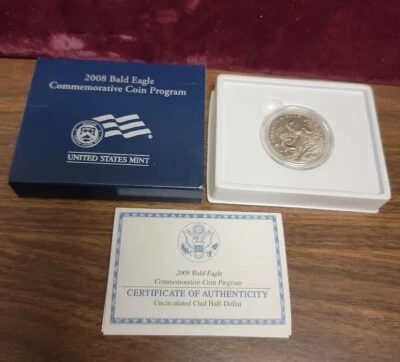 2008 Bald Eagle
Commemorative Coin Program
UNITED STATES MINT
2008 Bald Eagle
Commemorative Coin Program
CERTIFICATE OF AUTHENTICITY
Uncirculated Clad Half-Dollar